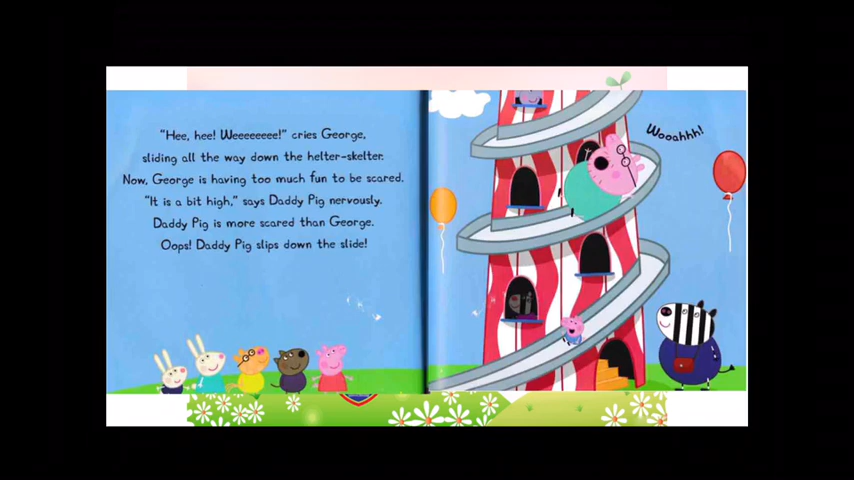 "Hee, hee! Weeeeeeee!" cries George,
sliding all the way down the helter-skelter.
Now, George is having too much fun to be scared.
"It is a bit high," says Daddy Pig nervously.
Daddy Pig is more scared than George.
Oops! Daddy Pig slips down the slide!
Wooahhh!